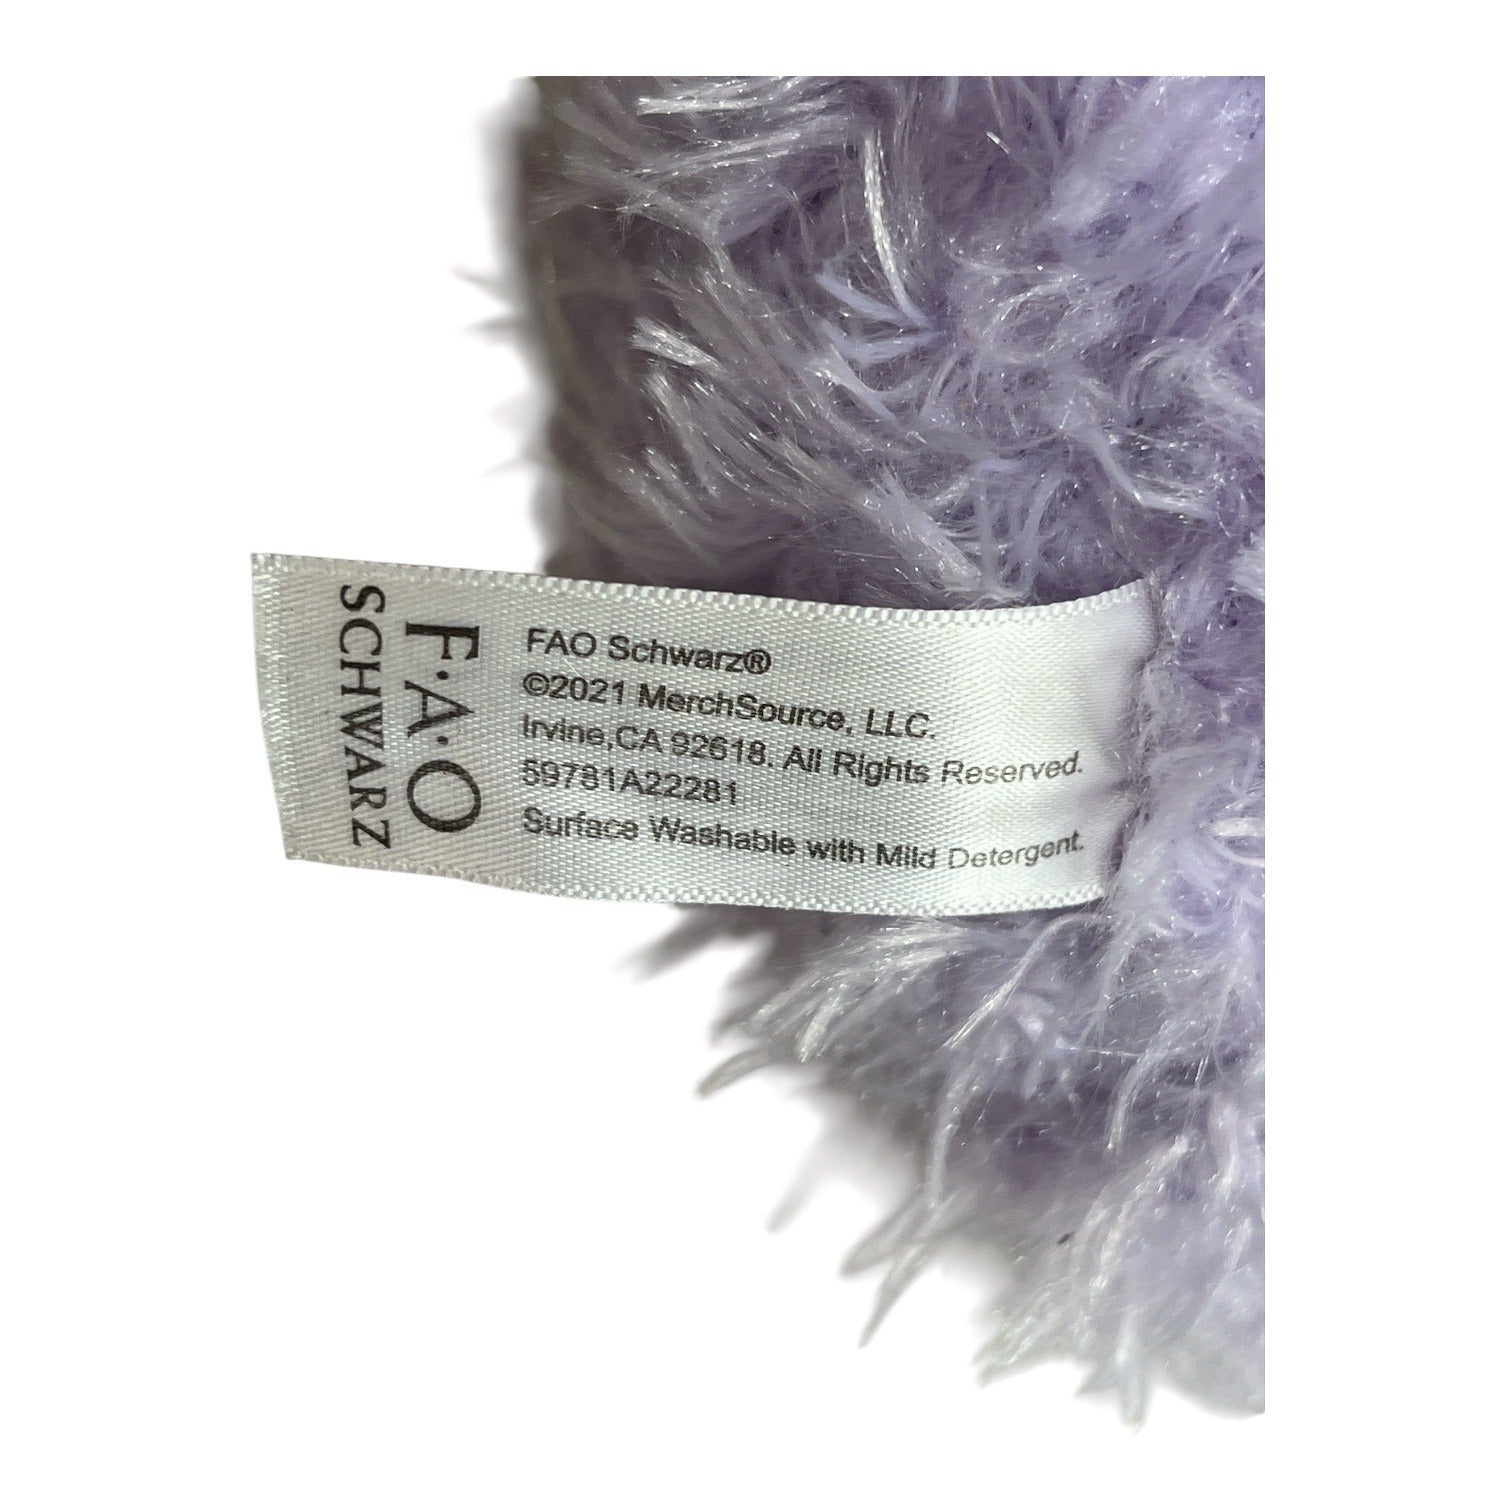 F·A·O
SCHWARZ
FAO Schwarz®
©2021 MerchSource, LLC.
Irvine,CA 92618. All Rights Reserved.
59781A22281
Surface Washable with Mild Detergent.